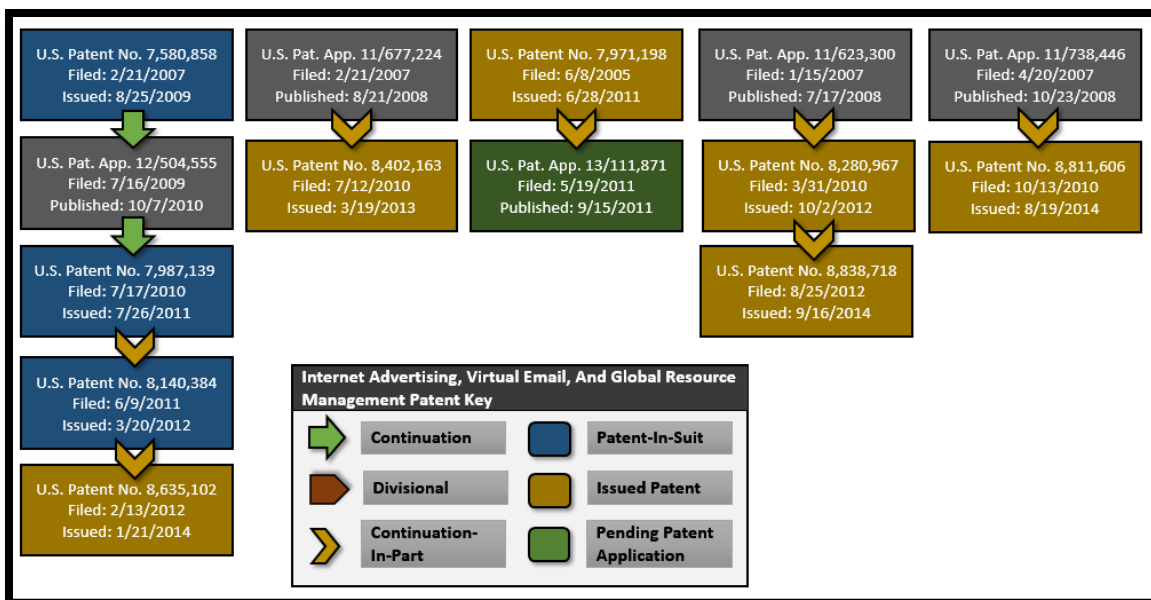 U.S. Patent No. 7,580,858
Filed: 2/21/2007
Issued: 8/25/2009
U.S. Pat. App. 12/504,555
Filed: 7/16/2009
Published: 10/7/2010
U.S. Patent No. 7,987,139
Filed: 7/17/2010
Issued: 7/26/2011
U.S. Patent No. 8,140,384
Filed: 6/9/2011
Issued: 3/20/2012
U.S. Patent No. 8,635,102
Filed: 2/13/2012
Issued: 1/21/2014
U.S. Pat. App. 11/677,224
Filed: 2/21/2007
Published: 8/21/2008
U.S. Patent No. 8,402,163
Filed: 7/12/2010
Issued: 3/19/2013
U.S. Patent No. 7,971,198
Filed: 6/8/2005
Issued: 6/28/2011
U.S. Pat. App. 13/111,871
Filed: 5/19/2011
Published: 9/15/2011
U.S. Pat. App. 11/623,300
Filed: 1/15/2007
Published: 7/17/2008
U.S. Patent No. 8,280,967
Filed: 3/31/2010
Issued: 10/2/2012
U.S. Patent No. 8,838,718
Filed: 8/25/2012
Issued: 9/16/2014
U.S. Pat. App. 11/738,446
Filed: 4/20/2007
Published: 10/23/2008
U.S. Patent No. 8,811,606
Filed: 10/13/2010
Issued: 8/19/2014
Internet Advertising, Virtual Email, And Global Resource
Management Patent Key
Continuation
Patent-In-Suit
Divisional
Issued Patent
Continuation-
In-Part
Pending Patent
Application